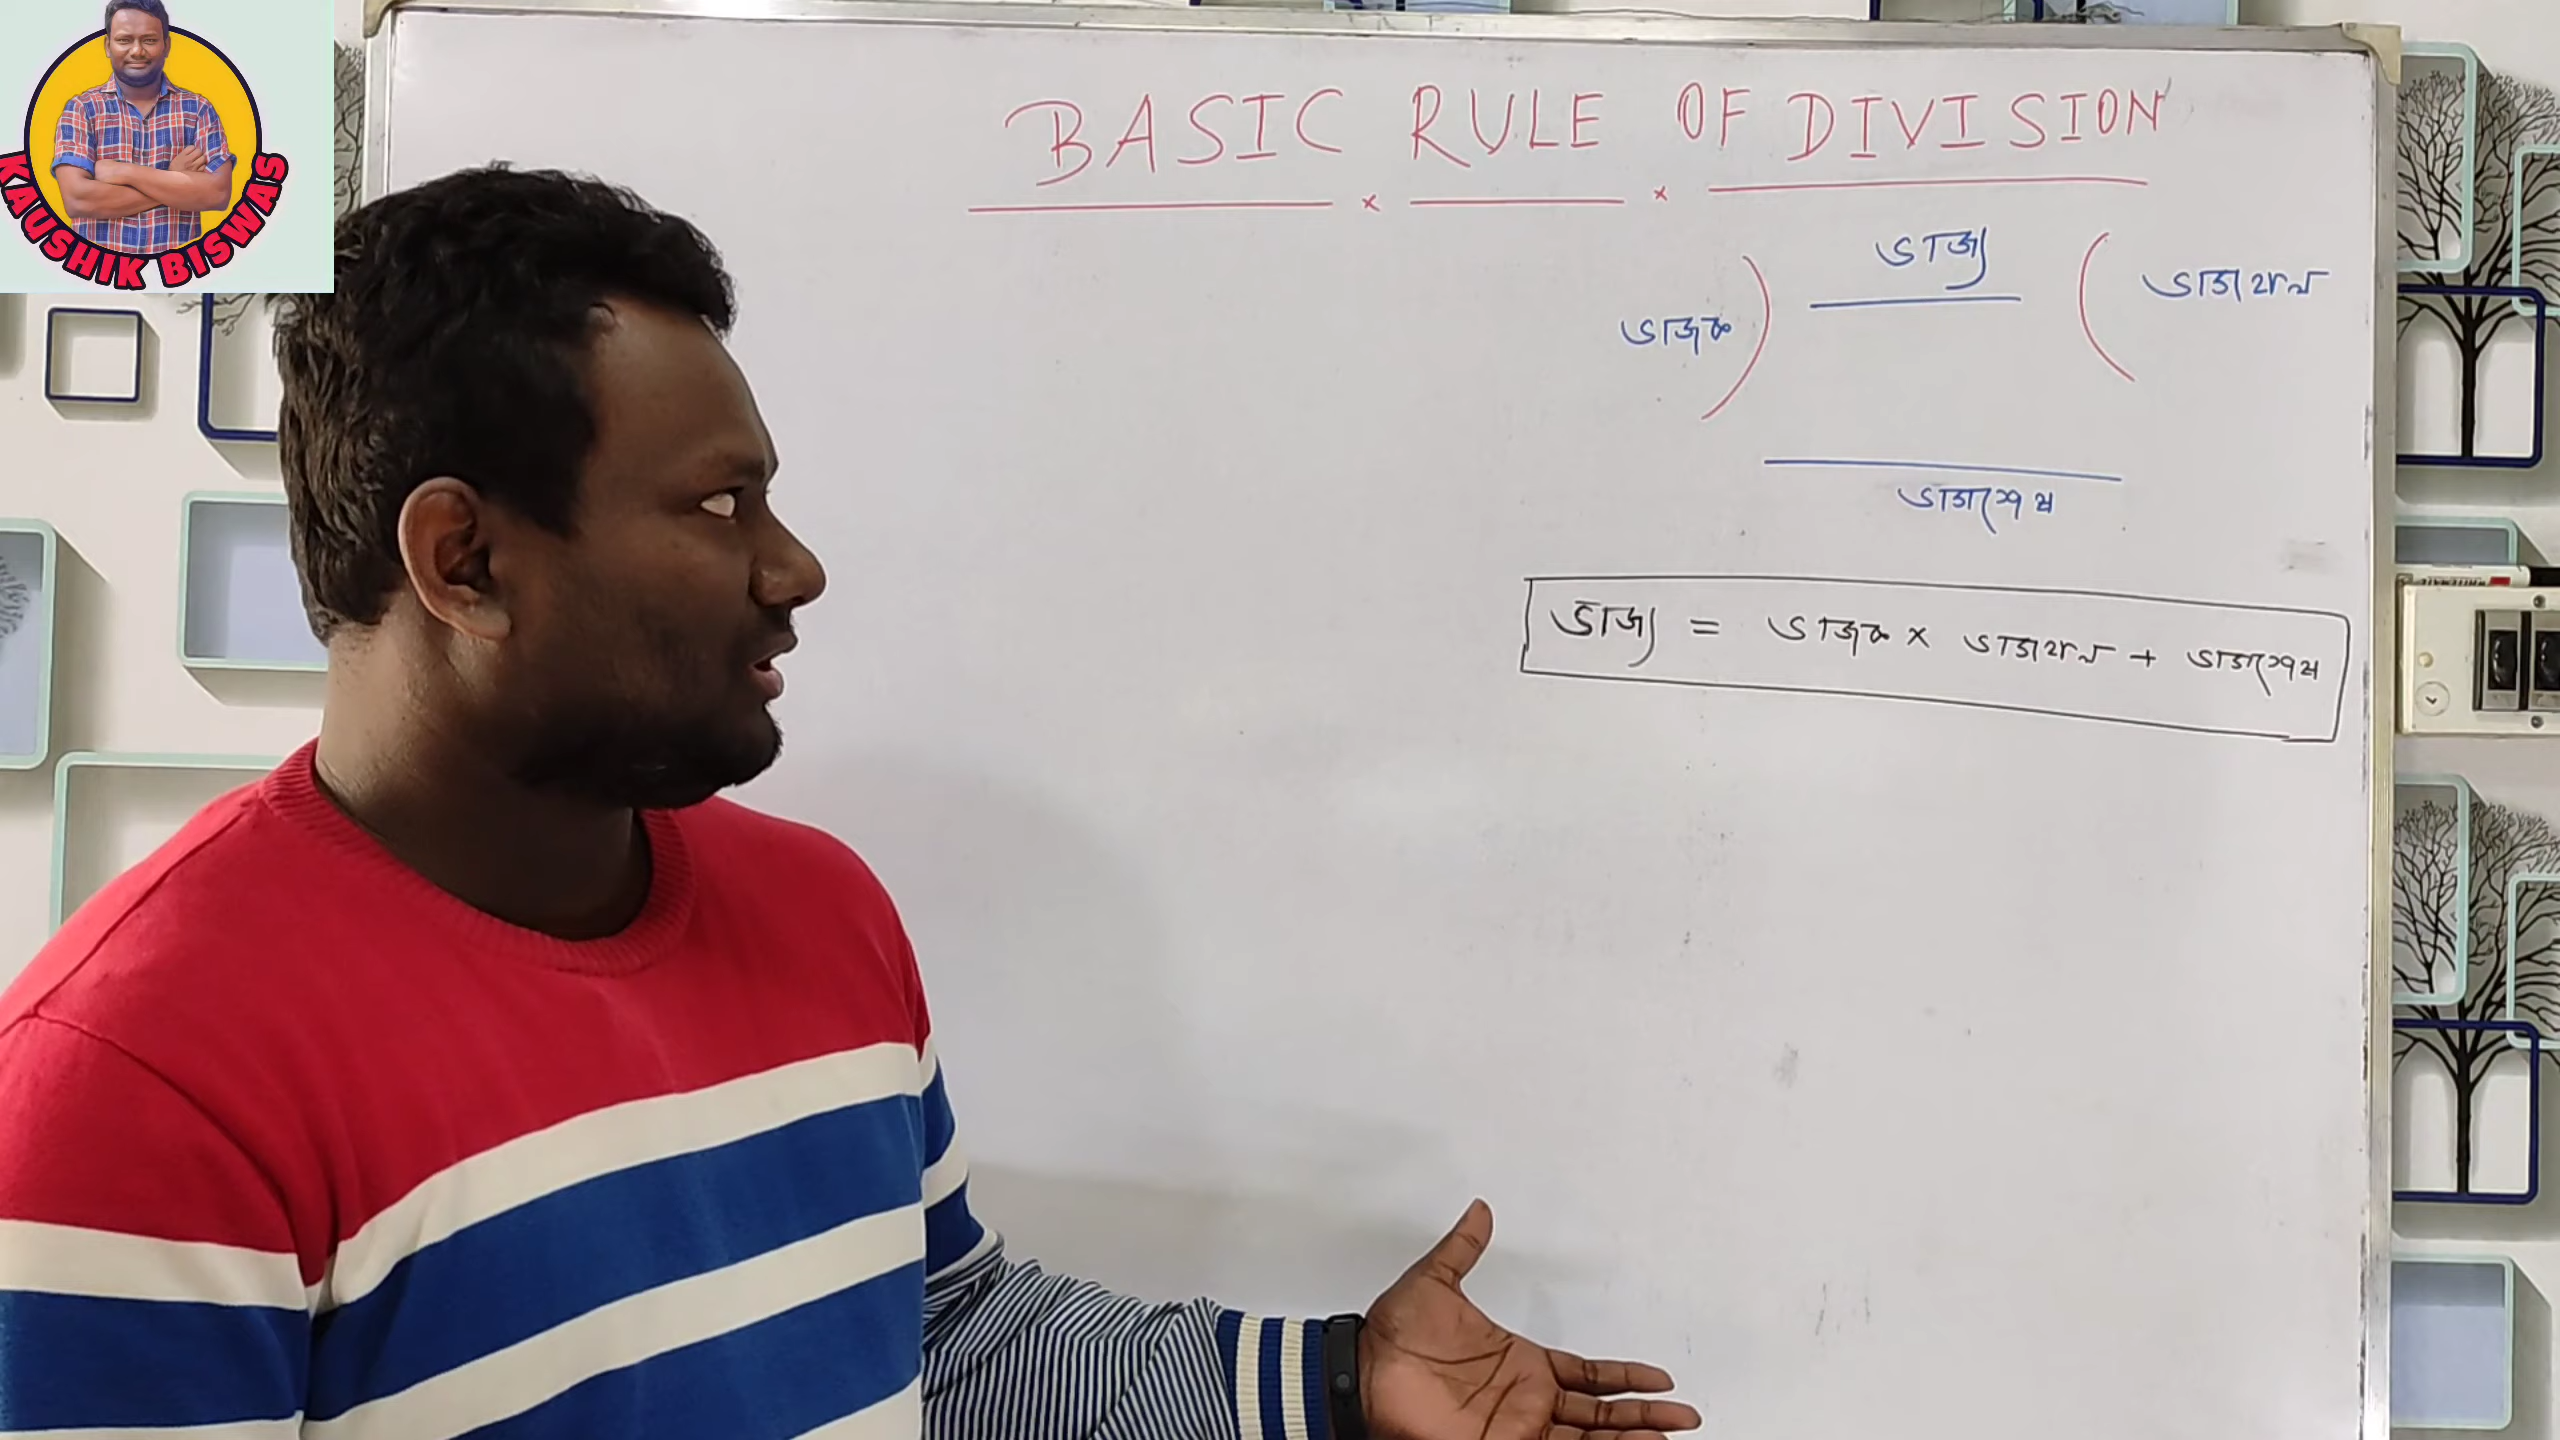 KAUSHIK BISWAS
BASIC RULE OF DIVISION
ভাজক ) ভাজ্য ( ভাগফল
ভাগশেষ
ভাজ্য = ভাজক × ভাগফল + ভাগশেষ